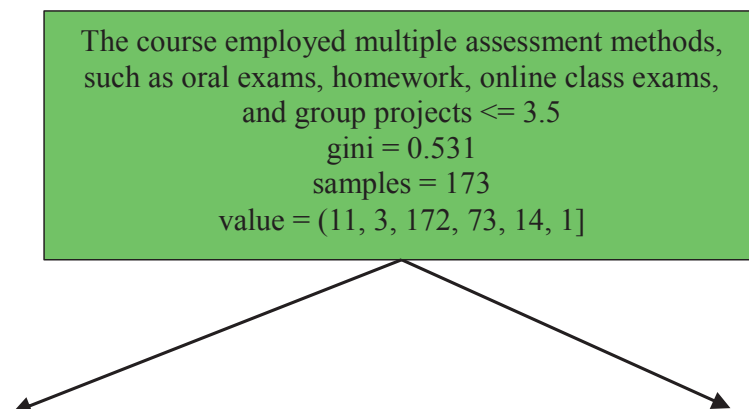 The course employed multiple assessment methods,
such as oral exams, homework, online class exams,
and group projects <= 3.5
gini = 0.531
samples = 173
value = (11, 3, 172, 73, 14, 1]